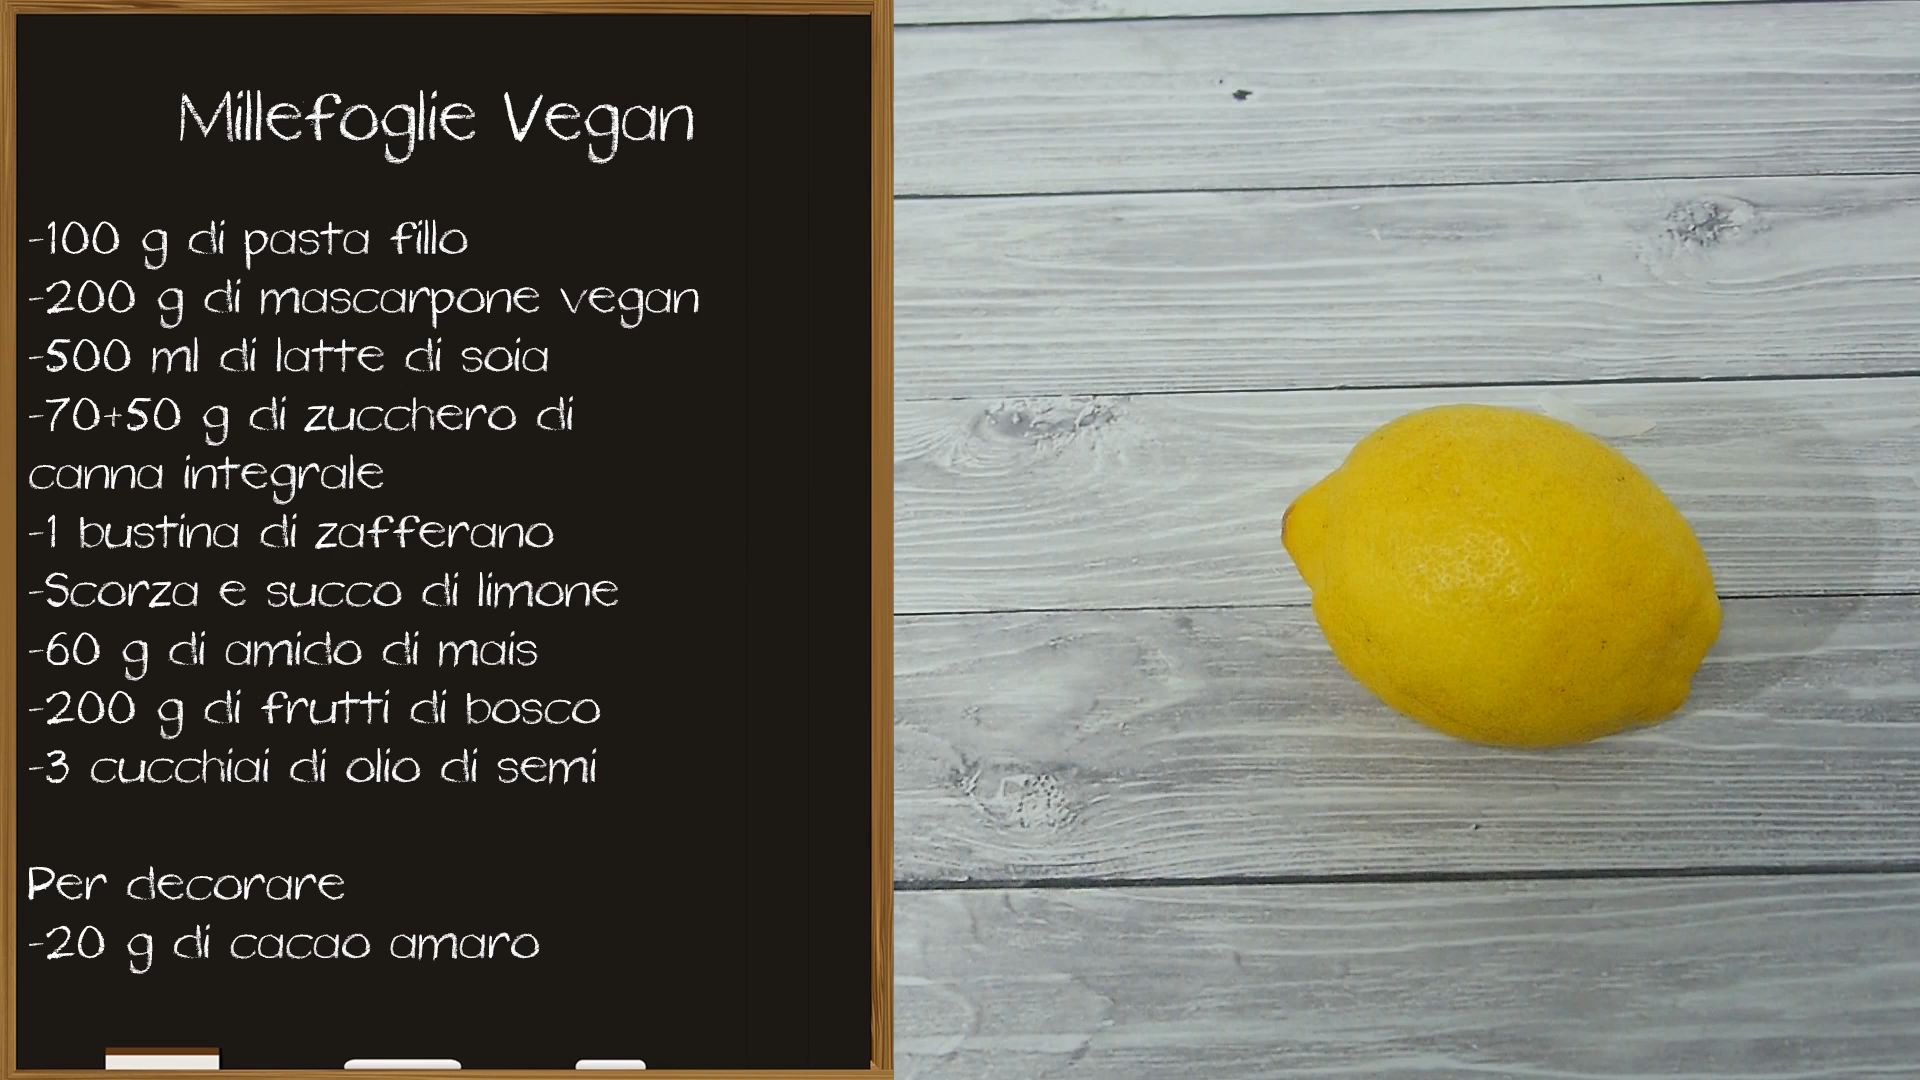 Millefoglie Vegan
-100 g di pasta fillo
-200 g di mascarpone vegan
-500 ml di latte di soia
-70+50 g di zucchero di
canna integrale
-1 bustina di zafferano
-Scorza e succo di limone
-60 g di amido di mais
-200 g di frutti di bosco
-3 cucchiai di olio di semi
Per decorare
-20 g di cacao amaro